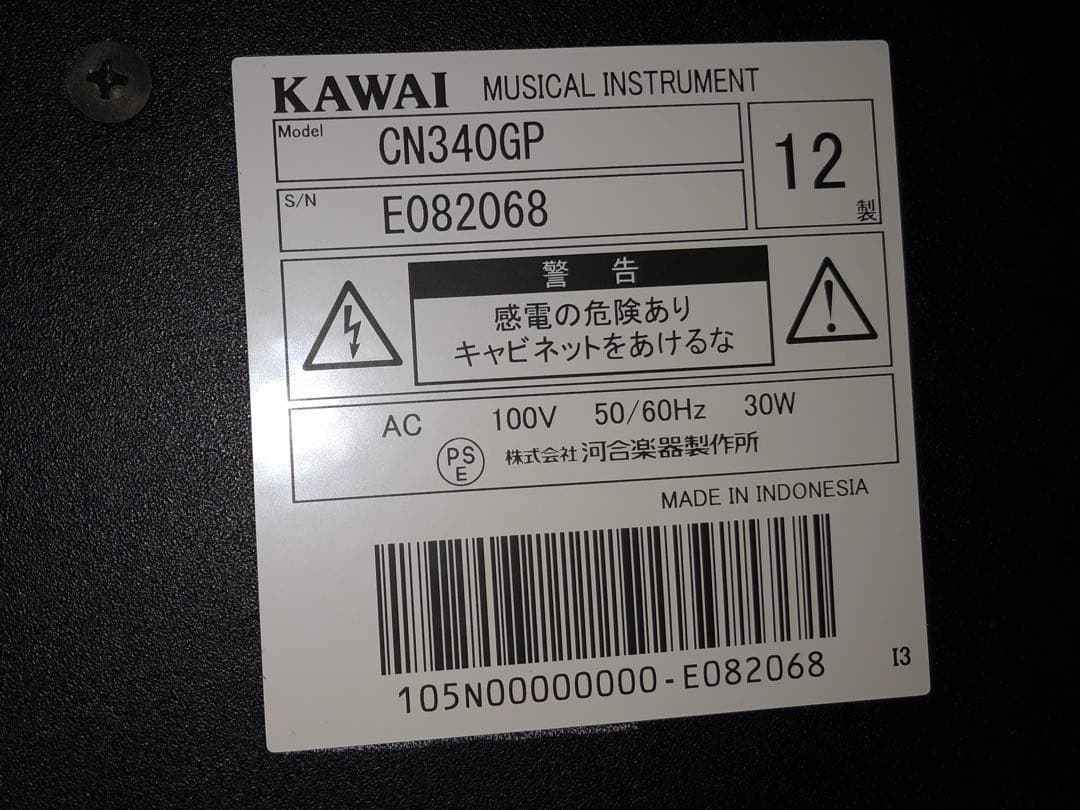 KAWAI MUSICAL INSTRUMENT
Model CN340GP
S/N E082068
12製
警 告
感電の危険あり
キャビネットをあけるな
AC 100V 50/60Hz 30W
PS
E
株式会社河合楽器製作所
MADE IN INDONESIA
105N00000000-E082068
I3